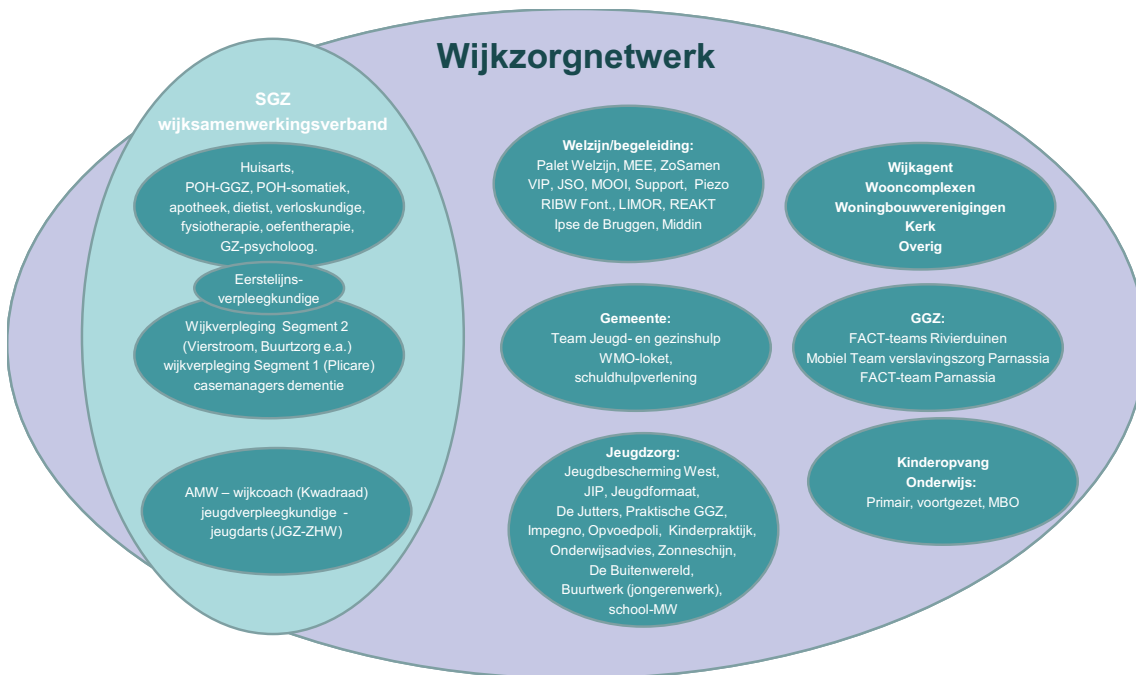 Wijkzorgnetwerk
SGZ
wijksamenwerkingsverband
Huisarts,
POH-GGZ, POH-somatiek,
apotheek, dietist, verloskundige,
fysiotherapie, oefentherapie,
GZ-psycholoog.
Eerstelijns-
verpleegkundige
Wijkverpleging Segment 2
(Vierstroom, Buurtzorg e.a.)
wijkverpleging Segment 1 (Plicare)
casemanagers dementie
AMW – wijkcoach (Kwadraad)
jeugdverpleegkundige -
jeugdarts (JGZ-ZHW)
Welzijn/begeleiding:
Palet Welzijn, MEE, ZoSamen
VIP, JSO, MOOI, Support, Piezo
RIBW Font., LIMOR, REAKT
Ipse de Bruggen, Middin
Gemeente:
Team Jeugd- en gezinshulp
WMO-loket,
schuldhulpverlening
Jeugdzorg:
Jeugdbescherming West,
JIP, Jeugdformaat,
De Jutters, Praktische GGZ,
Impegno, Opvoedpoli, Kinderpraktijk,
Onderwijsadvies, Zonneschijn,
De Buitenwereld,
Buurtwerk (jongerenwerk),
school-MW
Wijkagent
Wooncomplexen
Woningbouwverenigingen
Kerk
Overig
GGZ:
FACT-teams Rivierduinen
Mobiel Team verslavingszorg Parnassia
FACT-team Parnassia
Kinderopvang
Onderwijs:
Primair, voortgezet, MBO